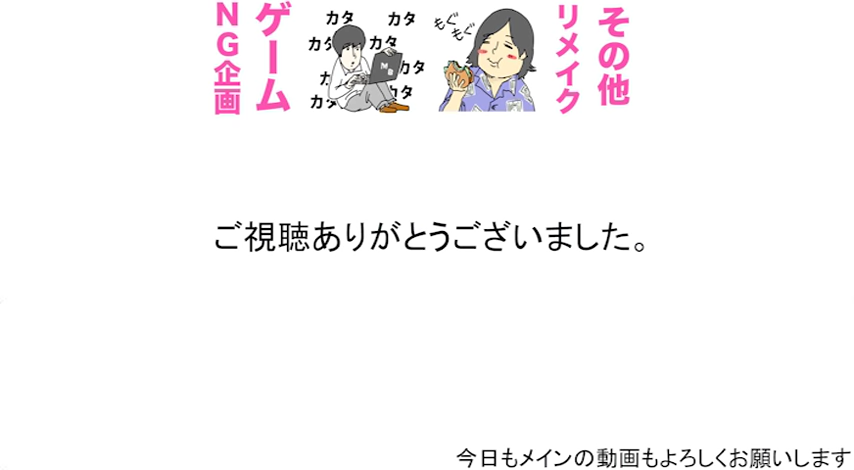 ゲーム
NG企画
カタ
カタ
カタ
カタ
カタ
カタ
カタ
MB
もぐもぐ
その他
リメイク
ご視聴ありがとうございました。
今日もメインの動画もよろしくお願いします